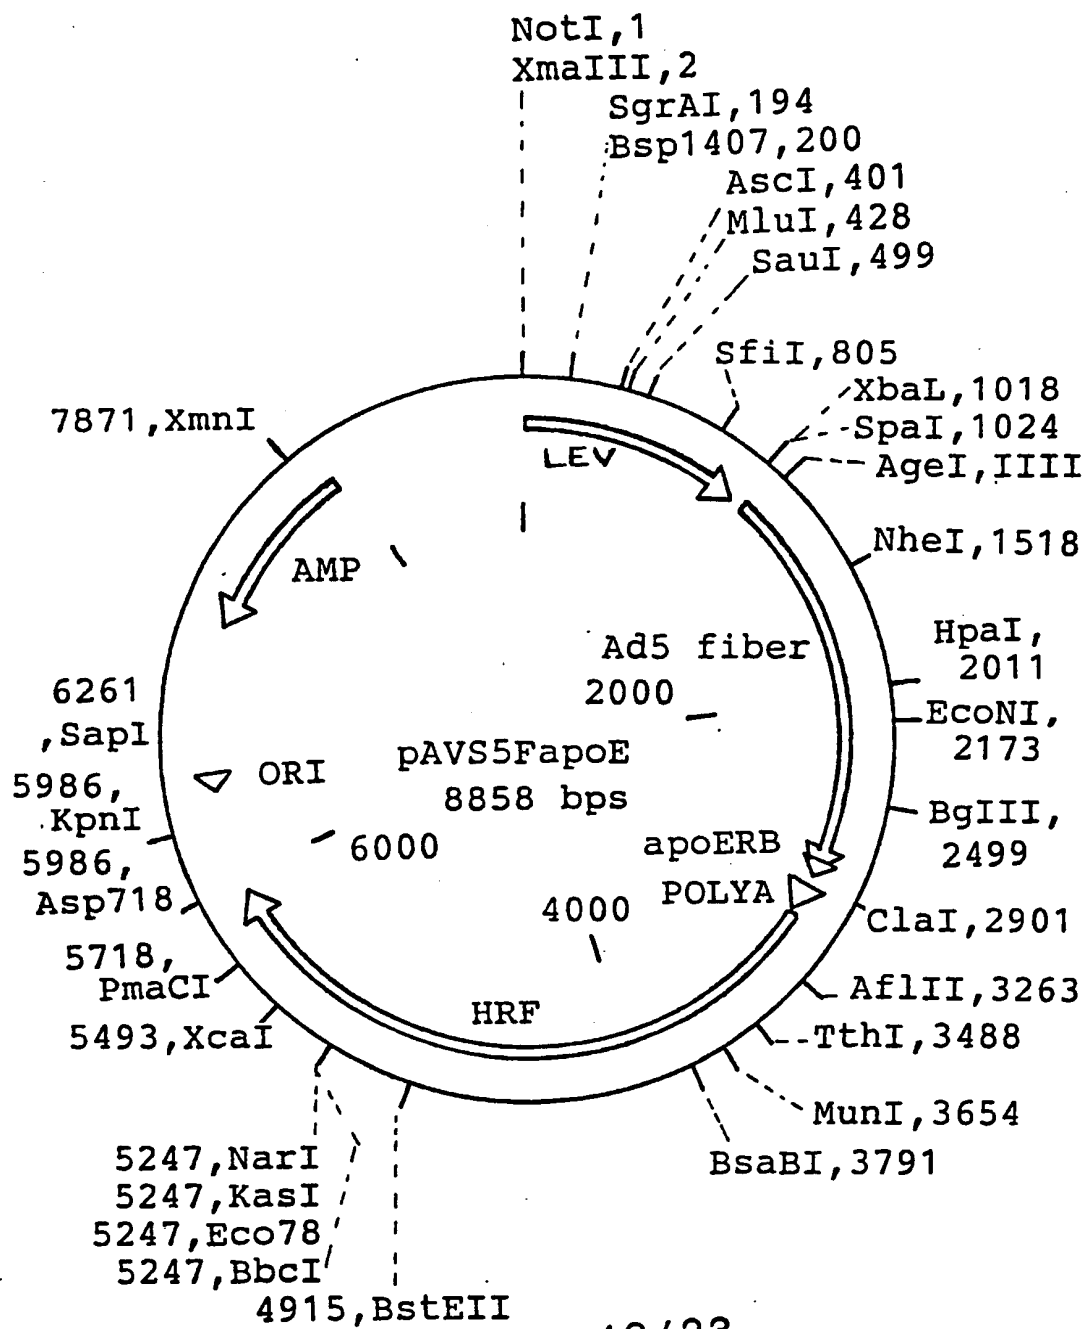 NotI,1
XmaIII,2
SgrAI,194
Bsp1407,200
AscI,401
MluI,428
SauI,499
SfiI,805
XbaL,1018
SpaI,1024
AgeI,IIII
NheI,1518
HpaI,
2011
EcoNI.
2173
BgIII,
2499
ClaI,2901
AflII,3263
TthI,3488
MunI,3654
BsaBI,3791
4915,BstEII
5247,NarI
5247,KasI
5247,Eco78
5247,BbcI
5493,XcaI
5718,
PmaCI
5986,
Asp718
5986,
KpnI
6261
,SapI
7871,XmnI
LEV
AMP
Ad5 fiber
2000
pAVS5FapoE
8858 bps
ORI
6000
apoERB
POLYA
4000
HRF